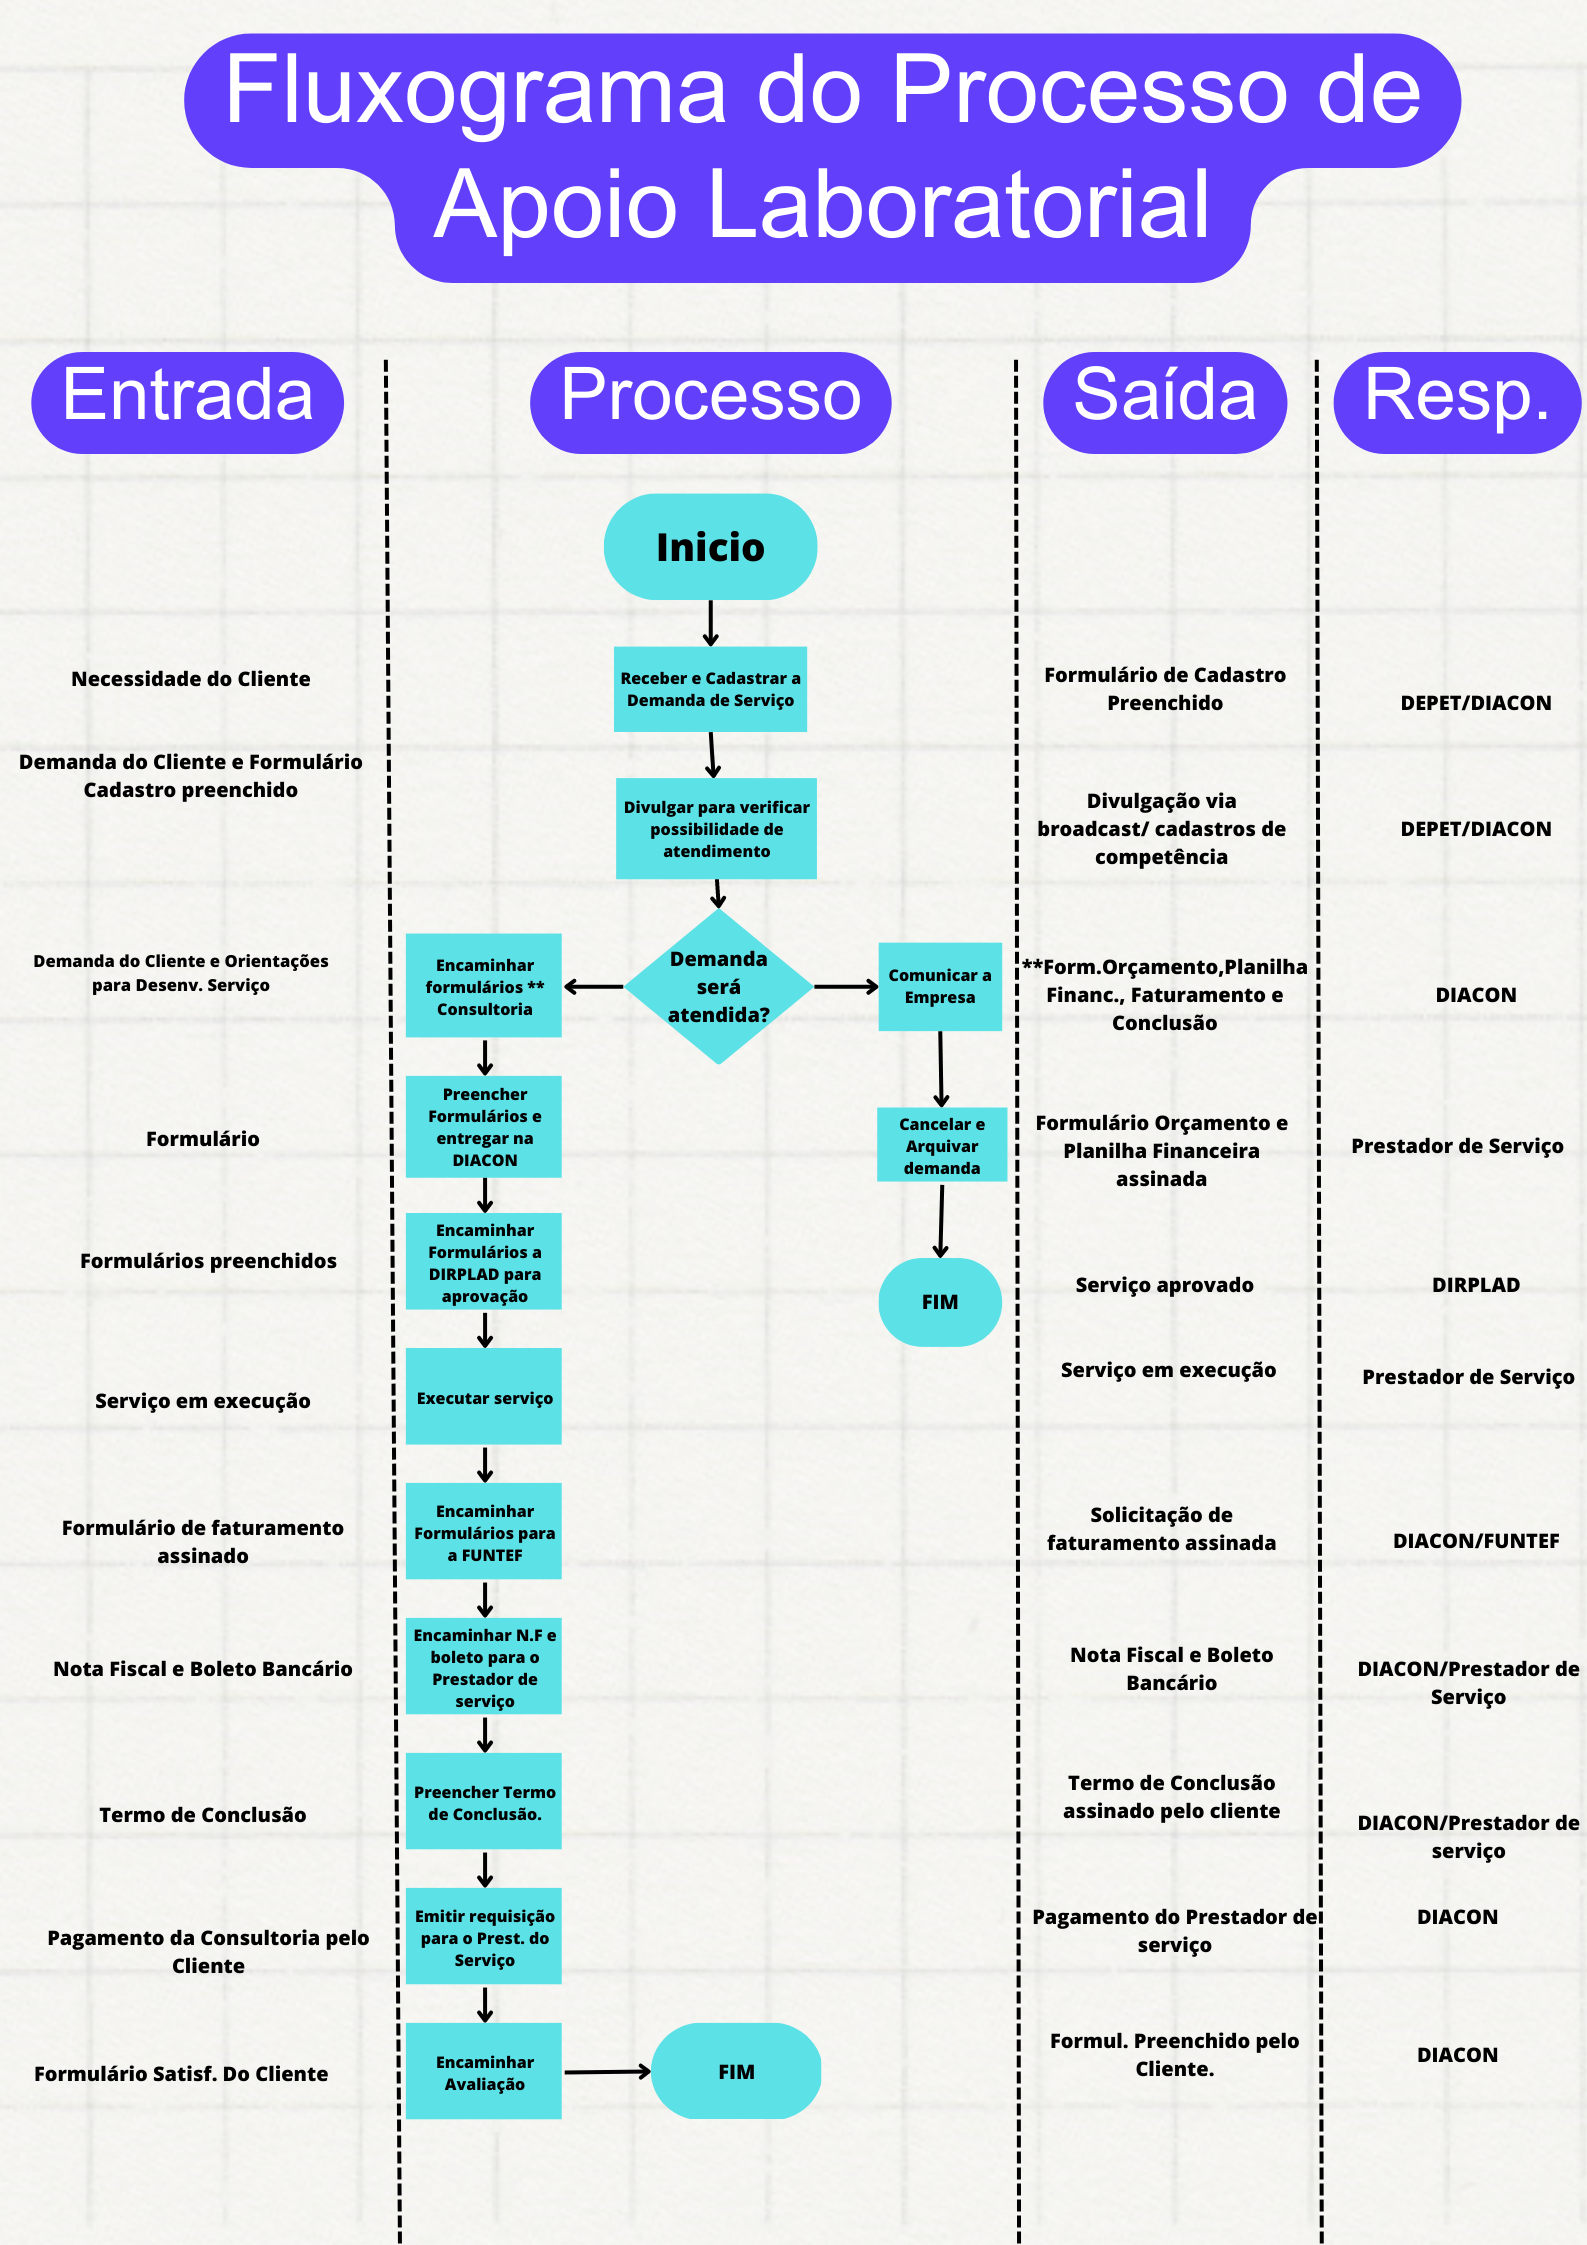 Fluxograma do Processo de
Apoio Laboratorial
Entrada
Processo
Saída
Resp.
Inicio
Necessidade do Cliente
Receber e Cadastrar a
Demanda de Serviço
Formulário de Cadastro
Preenchido
DEPET/DIACON
Demanda do Cliente e Formulário
Cadastro preenchido
Divulgar para verificar
possibilidade de
atendimento
Divulgação via
broadcast/ cadastros de
competência
DEPET/DIACON
Demanda do Cliente e Orientações
para Desenv. Serviço
Encaminhar
formulários **
Consultoria
Demanda
será
atendida?
Comunicar a
Empresa
**Form.Orçamento,Planilha
Financ., Faturamento e
Conclusão
DIACON
Formulário
Preencher
Formulários e
entregar na
DIACON
Cancelar e
Arquivar
demanda
Formulário Orçamento e
Planilha Financeira
assinada
Prestador de Serviço
Formulários preenchidos
Encaminhar
Formulários a
DIRPLAD para
aprovação
FIM
Serviço aprovado
DIRPLAD
Serviço em execução
Executar serviço
Serviço em execução
Prestador de Serviço
Formulário de faturamento
assinado
Encaminhar
Formulários para
a FUNTEF
Solicitação de
faturamento assinada
DIACON/FUNTEF
Nota Fiscal e Boleto Bancário
Encaminhar N.F e
boleto para o
Prestador de
serviço
Nota Fiscal e Boleto
Bancário
DIACON/Prestador de
Serviço
Termo de Conclusão
Preencher Termo
de Conclusão.
Termo de Conclusão
assinado pelo cliente
DIACON/Prestador de
serviço
Pagamento da Consultoria pelo
Cliente
Emitir requisição
para o Prest. do
Serviço
Pagamento do Prestador de
serviço
DIACON
Formulário Satisf. Do Cliente
Encaminhar
Avaliação
FIM
Formul. Preenchido pelo
Cliente.
DIACON